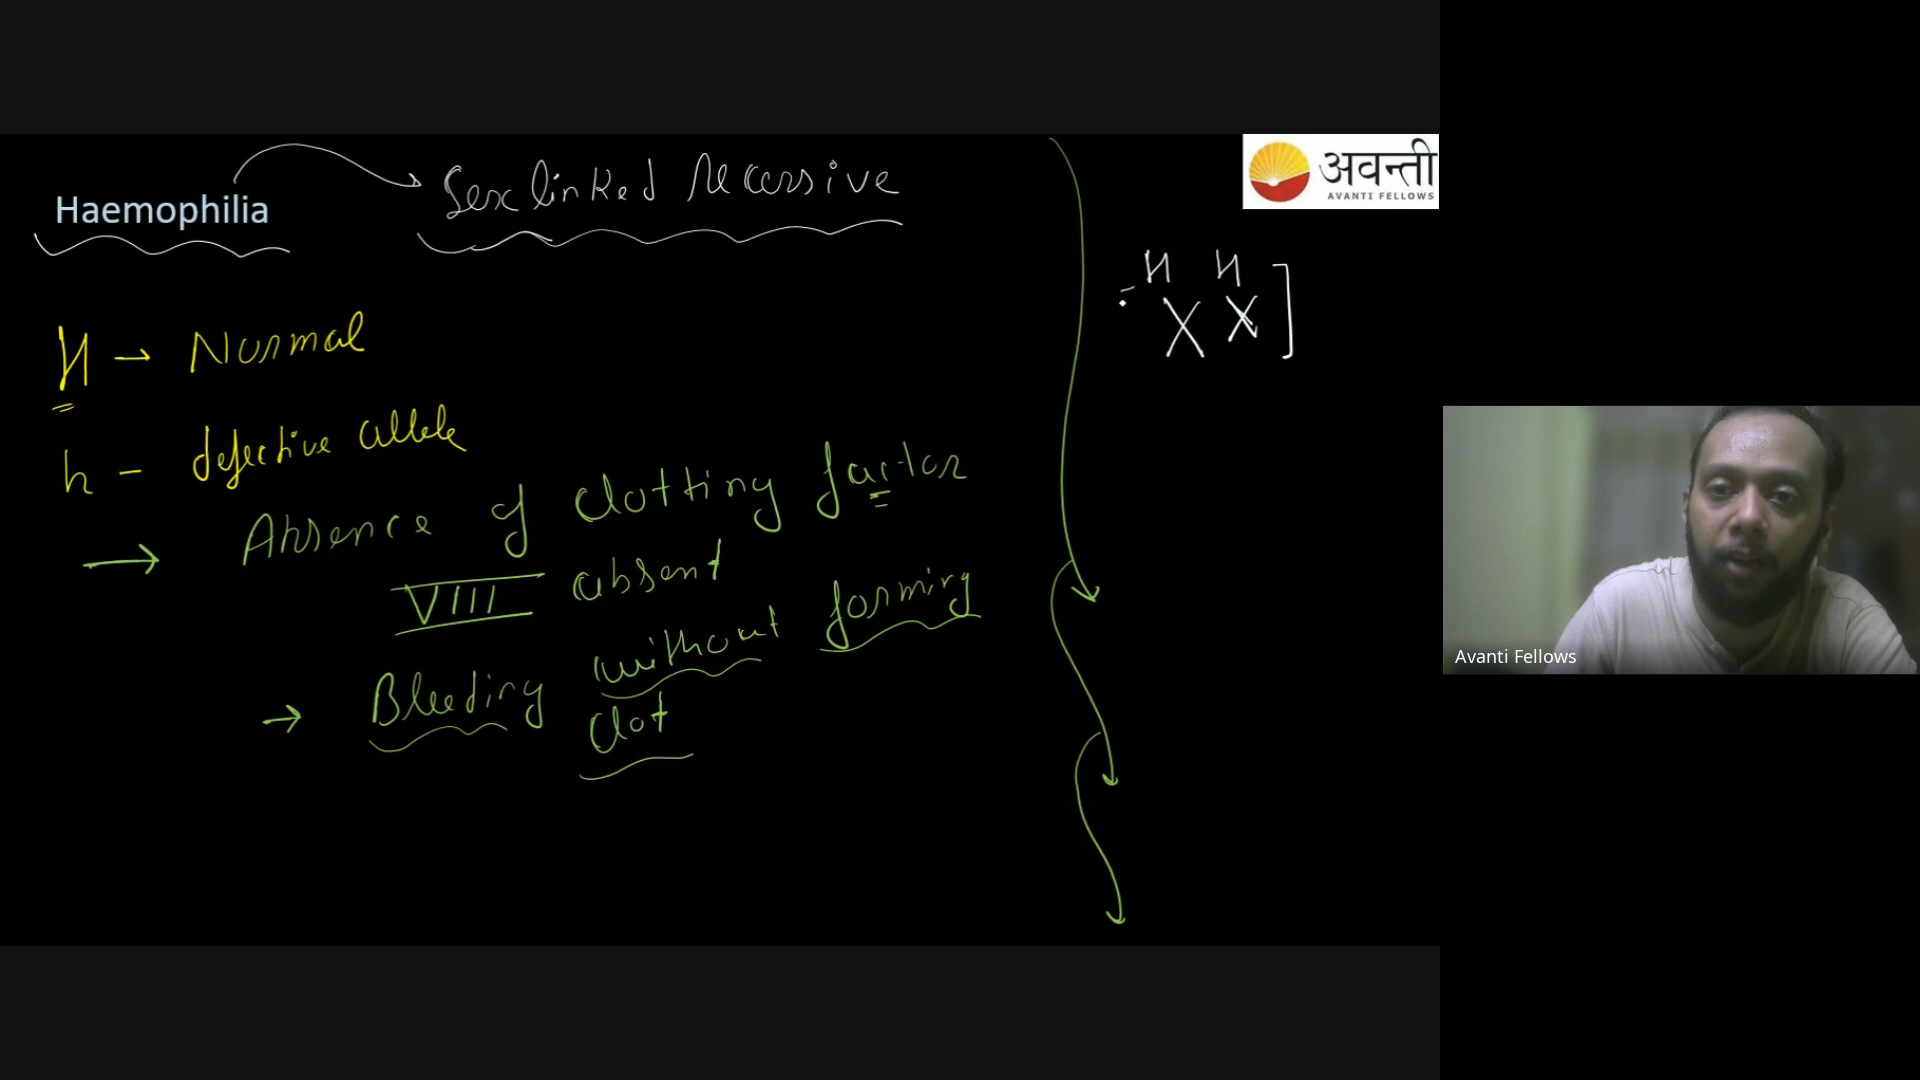 Haemophilia → Sex linked recessive
H → Normal
h - defective allele
→ Absence of clotting factor
VIII absent
→ Bleeding without forming
clot
H H
X X ]
अवन्ती
AVANTI FELLOWS
Avanti Fellows